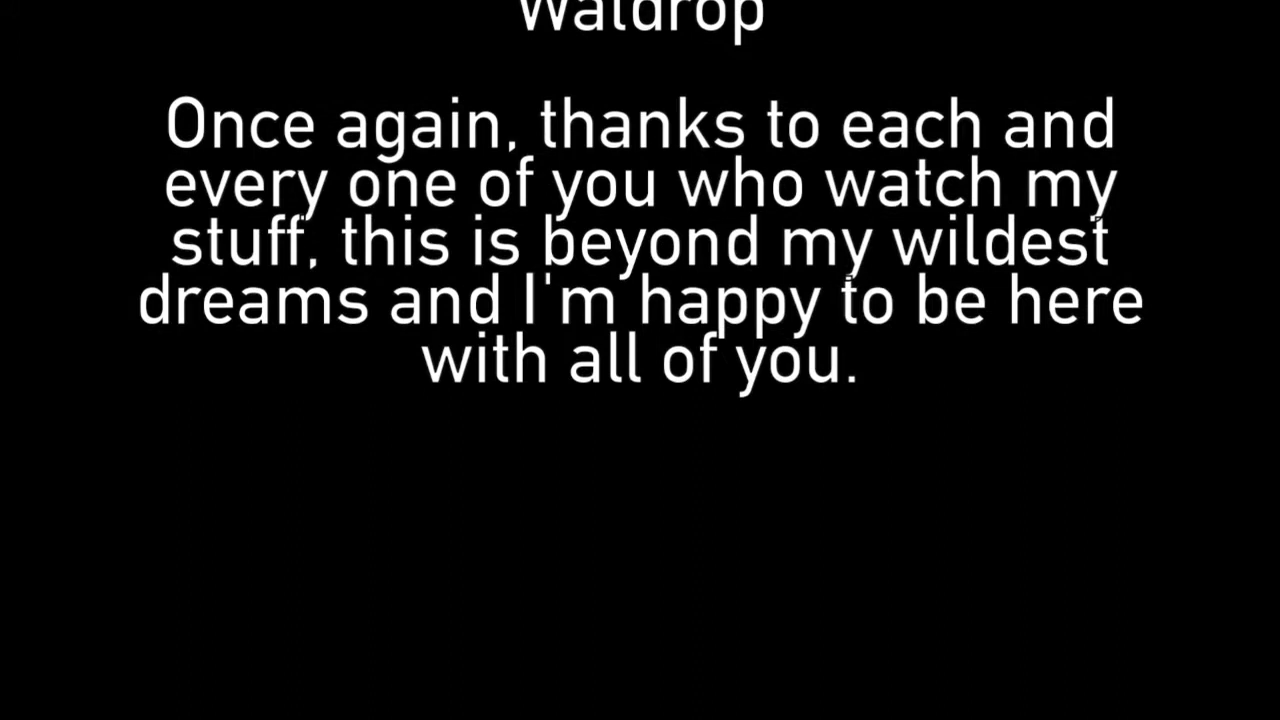 Waldrop
Once again, thanks to each and
every one of you who watch my
stuff, this is beyond my wildest
dreams and I'm happy to be here
with all of you.